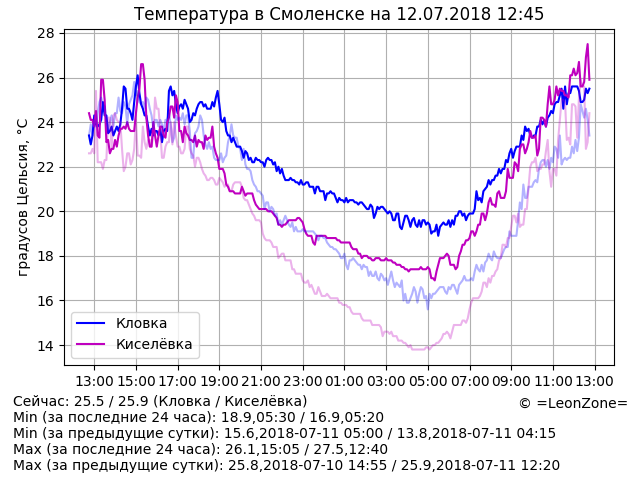 Температура в Смоленске на 12.07.2018 12:45
28
26
24
22
20
18
16
14
градусов Цельсия, °C
Кловка
Киселёвка
13:00 15:00 17:00 19:00 21:00 23:00 01:00 03:00 05:00 07:00 09:00 11:00 13:00
Сейчас: 25.5 / 25.9 (Кловка / Киселёвка)
© =LeonZone=
Min (за последние 24 часа): 18.9,05:30 / 16.9,05:20
Min (за предыдущие сутки): 15.6,2018-07-11 05:00 / 13.8,2018-07-11 04:15
Max (за последние 24 часа): 26.1,15:05 / 27.5,12:40
Max (за предыдущие сутки): 25.8,2018-07-10 14:55 / 25.9,2018-07-11 12:20